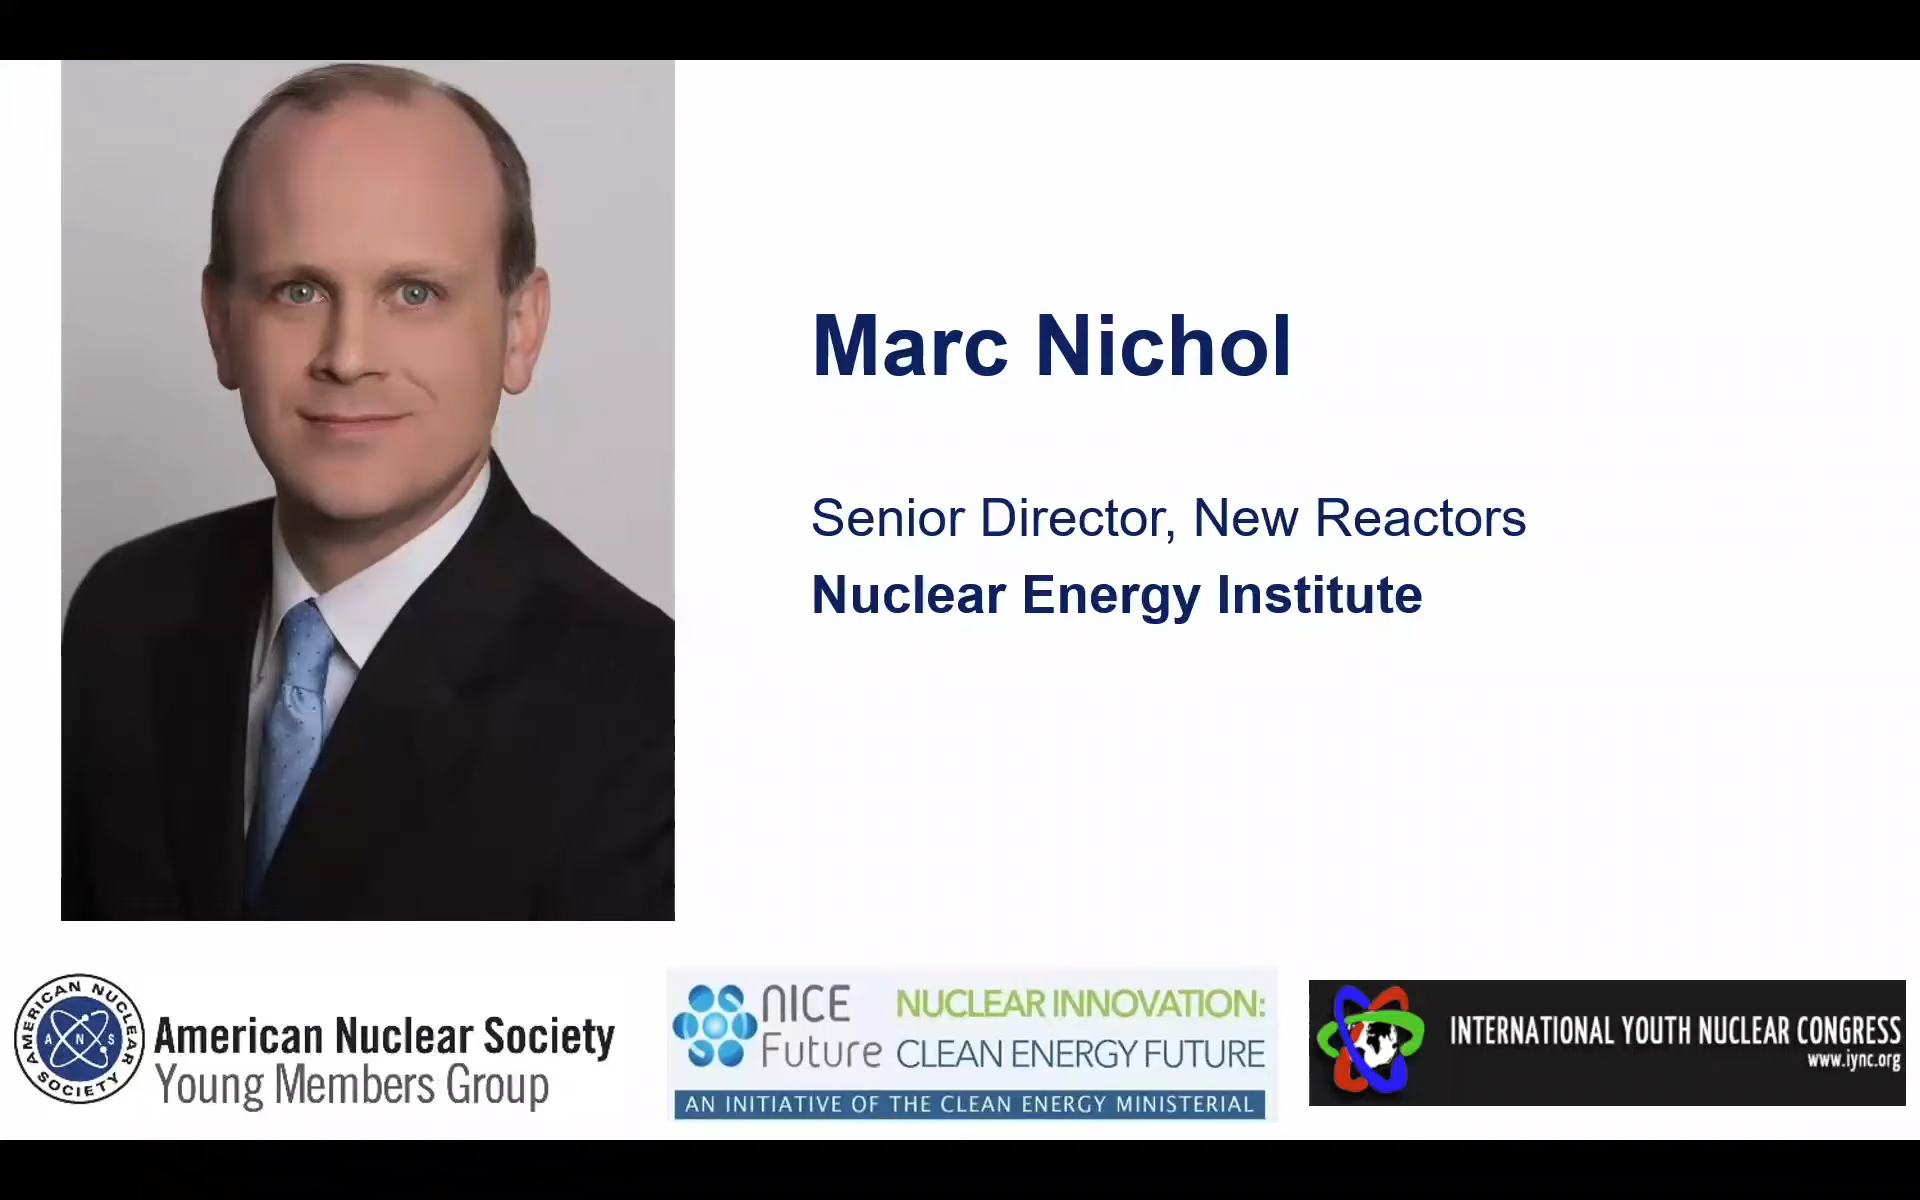 Marc Nichol
Senior Director, New Reactors
Nuclear Energy Institute
AMERICAN NUCLEAR SOCIETY
ANS
American Nuclear Society
Young Members Group
NICE
Future
NUCLEAR INNOVATION:
CLEAN ENERGY FUTURE
AN INITIATIVE OF THE CLEAN ENERGY MINISTERIAL
INTERNATIONAL YOUTH NUCLEAR CONGRESS
www.iync.org